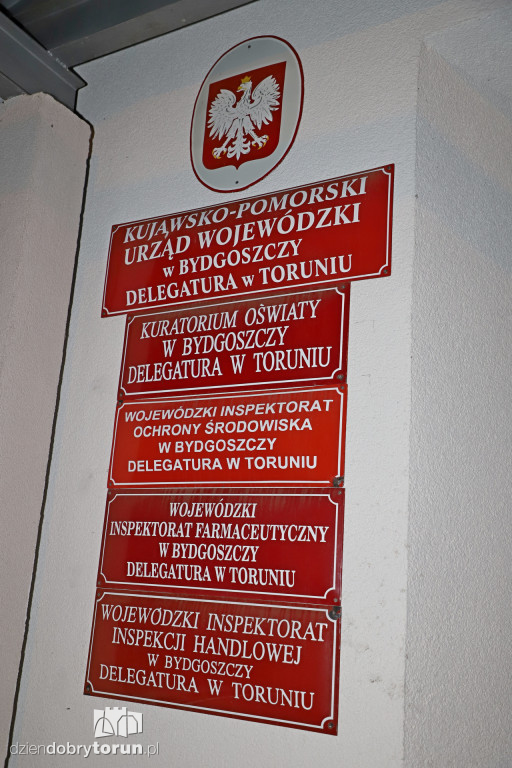 KUJAWSKO-POMORSKI
URZĄD WOJEWÓDZKI
W BYDGOSZCZY
DELEGATURA W TORUNIU
KURATORIUM OŚWIATY
W BYDGOSZCZY
DELEGATURA W TORUNIU
WOJEWÓDZKI INSPEKTORAT
OCHRONY ŚRODOWISKA
W BYDGOSZCZY
DELEGATURA W TORUNIU
WOJEWÓDZKI
INSPEKTORAT FARMACEUTYCZNY
W BYDGOSZCZY
DELEGATURA W TORUNIU
WOJEWÓDZKI INSPEKTORAT
INSPEKCJI HANDLOWEJ
W BYDGOSZCZY
DELEGATURA W TORUNIU
dziendobrytorun.pl